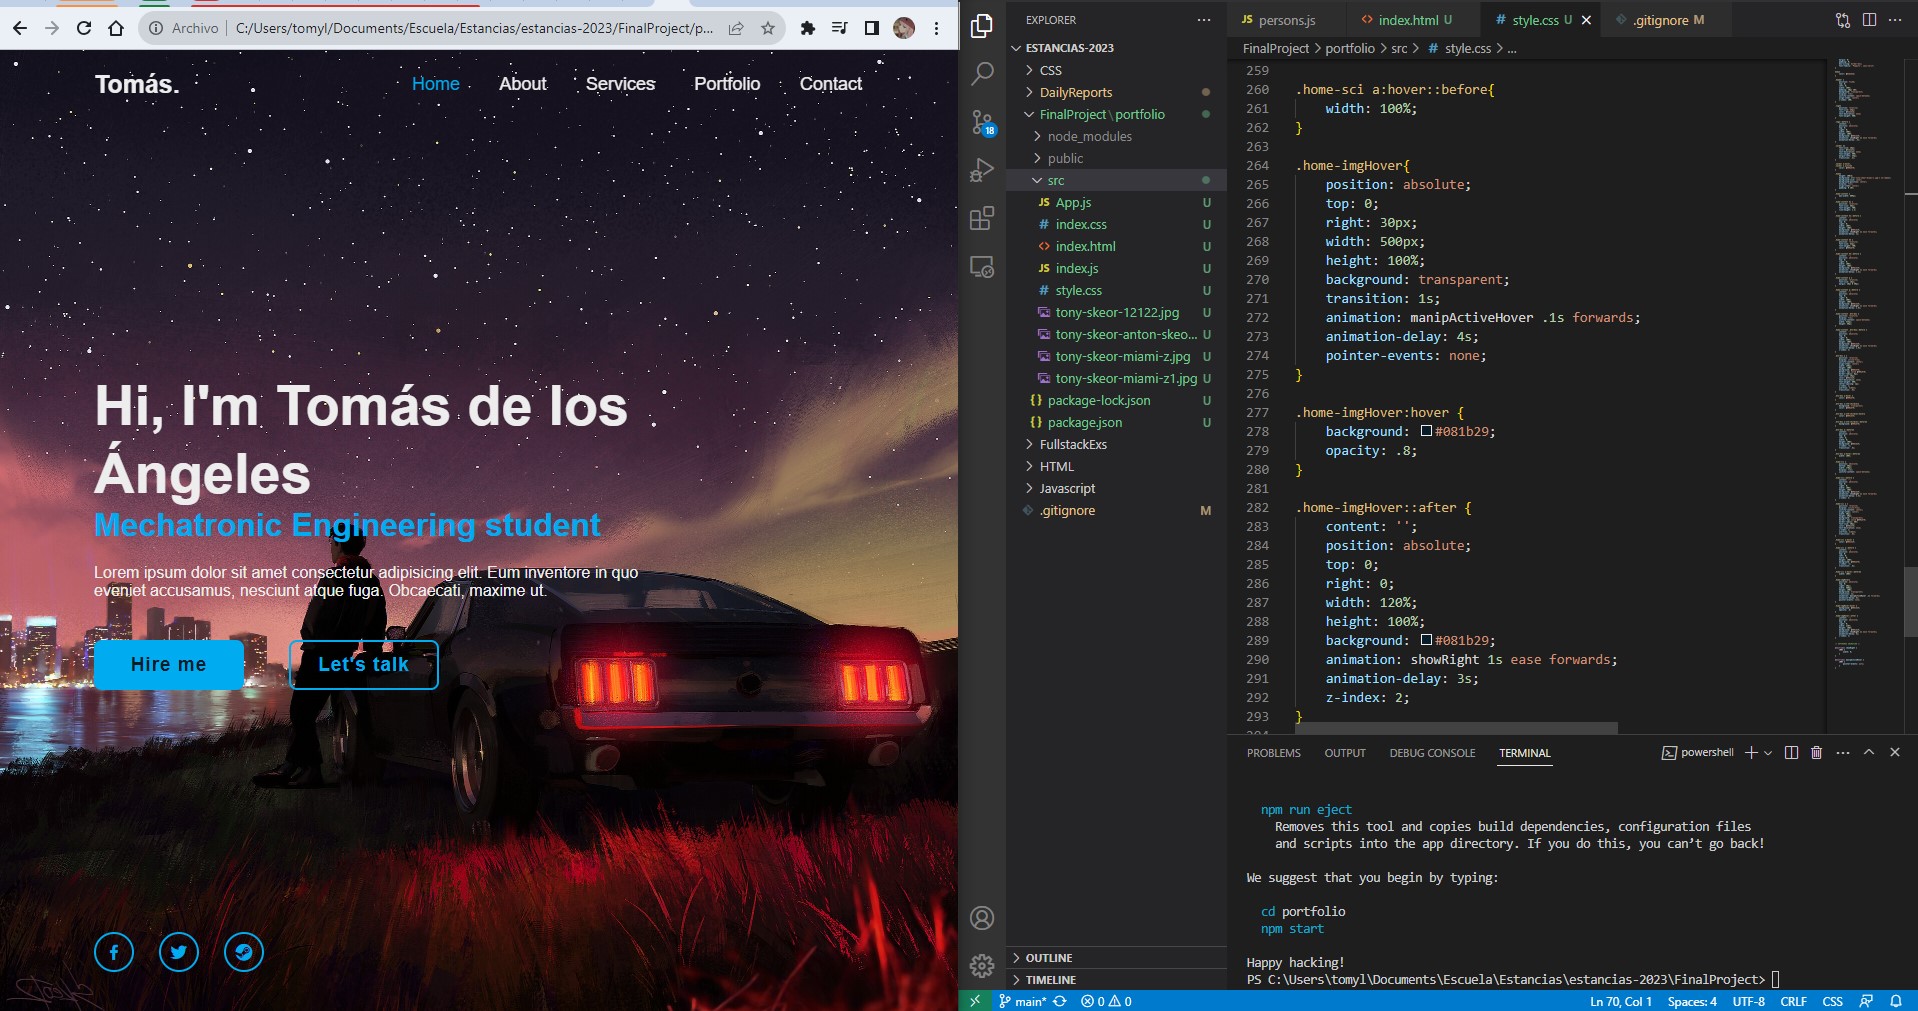 Archivo
C:/Users/tomyl/Documents/Escuela/Estancias/estancias-2023/FinalProject/p...
Tomás.
Home
About
Services
Portfolio
Contact
Hi, I'm Tomás de los
Ángeles
Mechatronic Engineering student
Lorem ipsum dolor sit amet consectetur adipisicing elit. Eum inventore in quo
eveniet accusamus, nesciunt atque fuga. Obcaecati, maxime ut.
Hire me
Let's talk
EXPLORER
ESTANCIAS-2023
CSS
DailyReports
FinalProject \ portfolio
node_modules
public
src
JS App.js U
# index.css U
<> index.html U
JS index.js U
# style.css U
tony-skeor-12122.jpg U
tony-skeor-anton-skeo... U
tony-skeor-miami-z.jpg U
tony-skeor-miami-z1.jpg U
{} package-lock.json U
{} package.json U
FullstackExs
HTML
Javascript
.gitignore M
OUTLINE
TIMELINE
18
JS persons.js
<> index.html U
# style.css U
.gitignore M
FinalProject > portfolio > src > # style.css > ...
259
260 .home-sci a:hover::before{
261 width: 100%;
262 }
263
264 .home-imgHover{
265 position: absolute;
266 top: 0;
267 right: 30px;
268 width: 500px;
269 height: 100%;
270 background: transparent;
271 transition: 1s;
272 animation: manipActiveHover .1s forwards;
273 animation-delay: 4s;
274 pointer-events: none;
275 }
276
277 .home-imgHover:hover {
278 background: #081b29;
279 opacity: .8;
280 }
281
282 .home-imgHover::after {
283 content: '';
284 position: absolute;
285 top: 0;
286 right: 0;
287 width: 120%;
288 height: 100%;
289 background: #081b29;
290 animation: showRight 1s ease forwards;
291 animation-delay: 3s;
292 z-index: 2;
293 }
PROBLEMS
OUTPUT
DEBUG CONSOLE
TERMINAL
powershell
npm run eject
Removes this tool and copies build dependencies, configuration files
and scripts into the app directory. If you do this, you can’t go back!
We suggest that you begin by typing:
cd portfolio
npm start
Happy hacking!
PS C:\Users\tomyl\Documents\Escuela\Estancias\estancias-2023\FinalProject>
main*
0
0
Ln 70, Col 1
Spaces: 4
UTF-8
CRLF
CSS